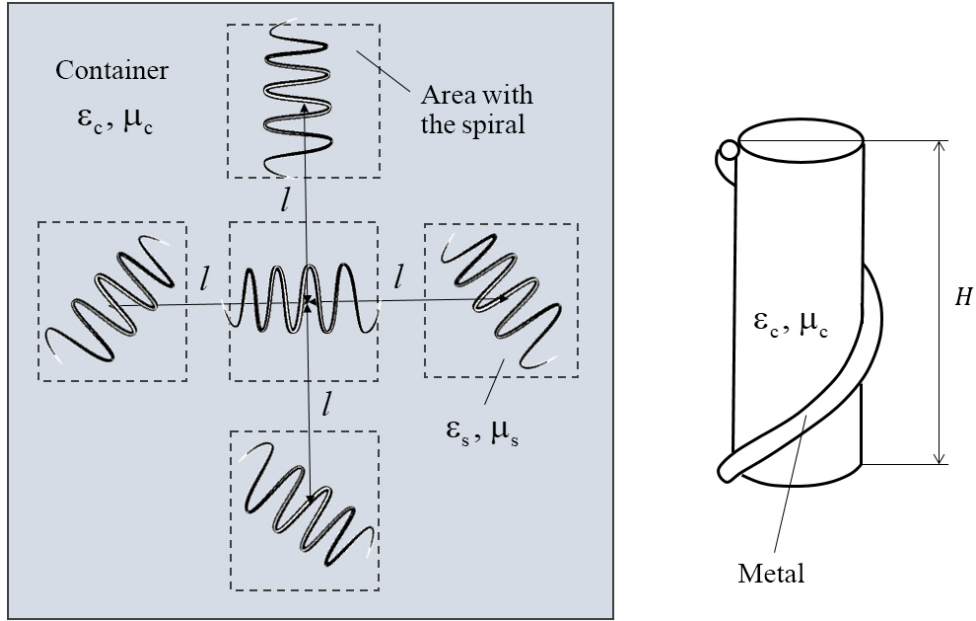 Container
ε_c, μ_c
Area with
the spiral
l
l
l
l
ε_s, μ_s
ε_c, μ_c
H
Metal